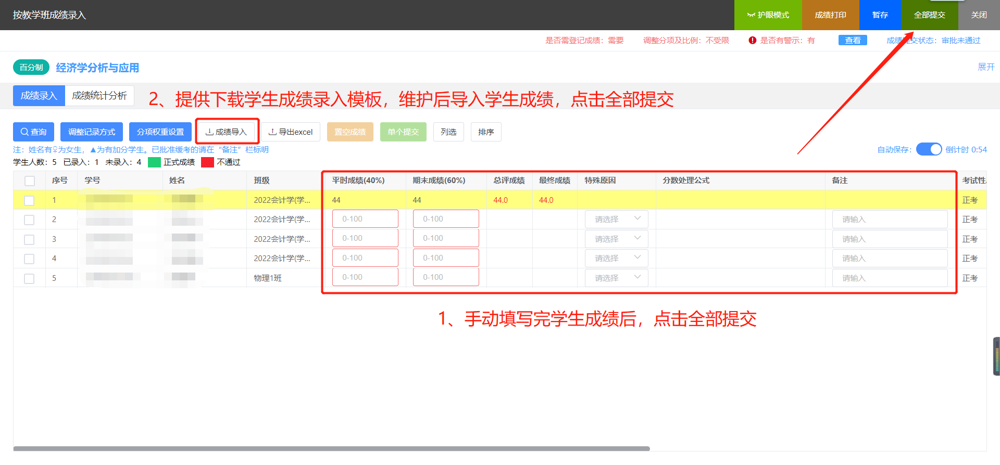 按教学班成绩录入 护眼模式 成绩打印 暂存 全部提交 关闭
是否需登记成绩：需要 调整分项及比例：不受限 是否有警示：有 查看 成绩提交状态：审批未通过
百分制 经济学分析与应用 展开
成绩录入 成绩统计分析 2、提供下载学生成绩录入模板，维护后导入学生成绩，点击全部提交
查询 调整记录方式 分项权重设置 成绩导入 导出excel 置空成绩 单个提交 列选 排序
注：姓名有♀为女生，▲为有加分学生。已批准缓考的请在“备注”栏标明 自动保存： 倒计时 0:54
学生人数：5 已录入：1 未录入：4 正式成绩 不通过
序号 学号 姓名 班级 平时成绩(40%) 期末成绩(60%) 总评成绩 最终成绩 特殊原因 分数处理公式 备注 考试性
1 2022会计学(学... 44 44 44.0 44.0 正考
2 2022会计学(学... 0-100 0-100 请选择 请输入 正考
3 2022会计学(学... 0-100 0-100 请选择 请输入 正考
4 2022会计学(学... 0-100 0-100 请选择 请输入 正考
5 物理1班 0-100 0-100 请选择 请输入 正考
1、手动填写完学生成绩后，点击全部提交